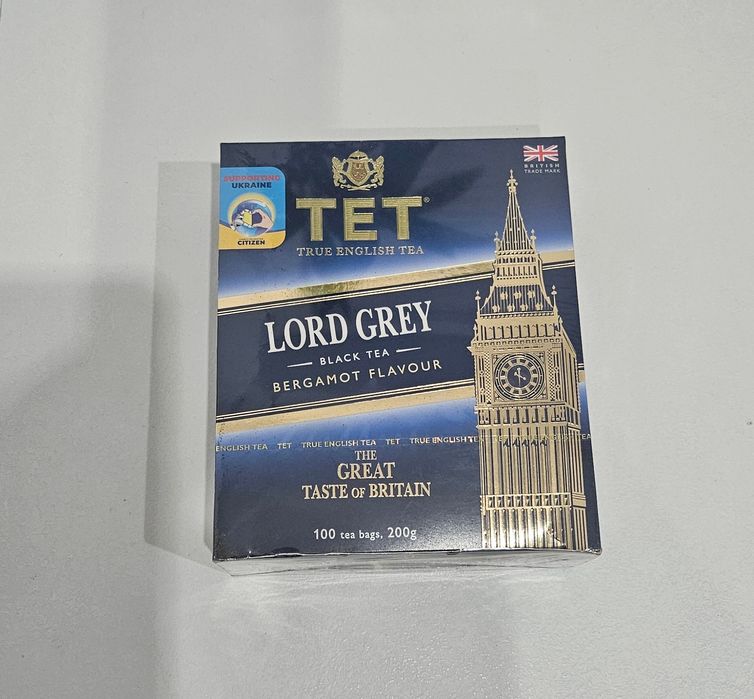 SUPPORTING
UKRAINE
CITIZEN
TET®
TRUE ENGLISH TEA
BRITISH
TRADE MARK
LORD GREY
BLACK TEA
BERGAMOT FLAVOUR
ENGLISH TEA TET TRUE ENGLISH TEA TET TRUE ENGLISH TEA
THE
GREAT
TASTE OF BRITAIN
100 tea bags, 200g